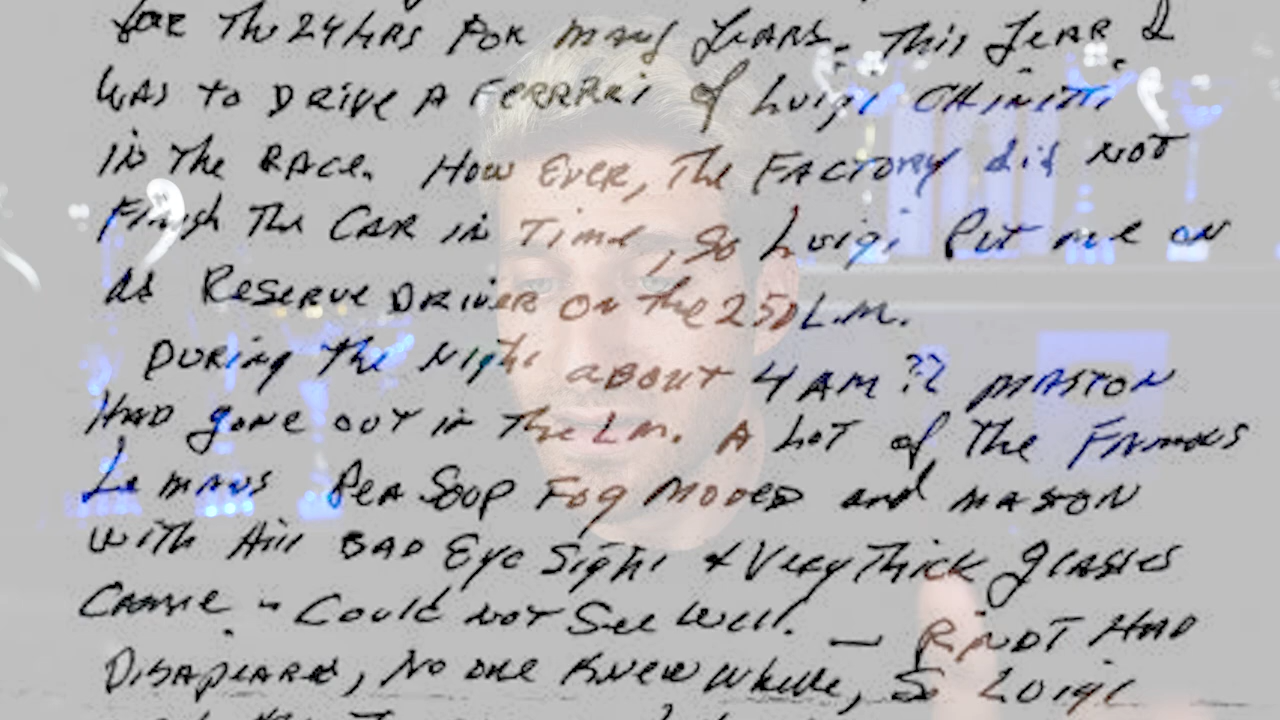 for The 24 HRS For many Years. This Year I
was to Drive A Ferrari of Luigi Chinetti
in The Race. How Ever, The Factory did not
Finish The Car in Time, So Luigi Put me on
as Reserve Driver on The 250 L.M.
During The Night about 4 AM ?? Maston
Had gone out in The Lm. A Lot of The Famous
Le mans Pea Soup Fog Moved and maston
with His BAD Eye Sight & Very Thick glasses
Came - Could not See Well. — Rindt Had
Disapeared, No one Knew Where, So Luigi